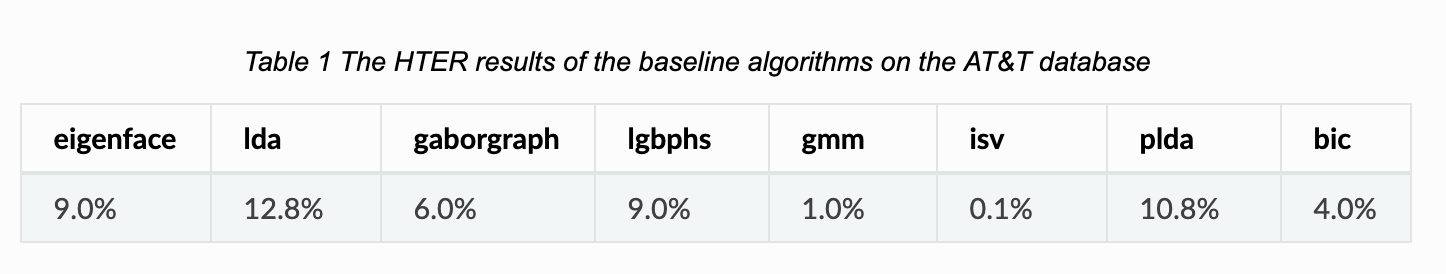 Table 1 The HTER results of the baseline algorithms on the AT&T database
eigenface lda gaborgraph lgbphs gmm isv plda bic
9.0% 12.8% 6.0% 9.0% 1.0% 0.1% 10.8% 4.0%